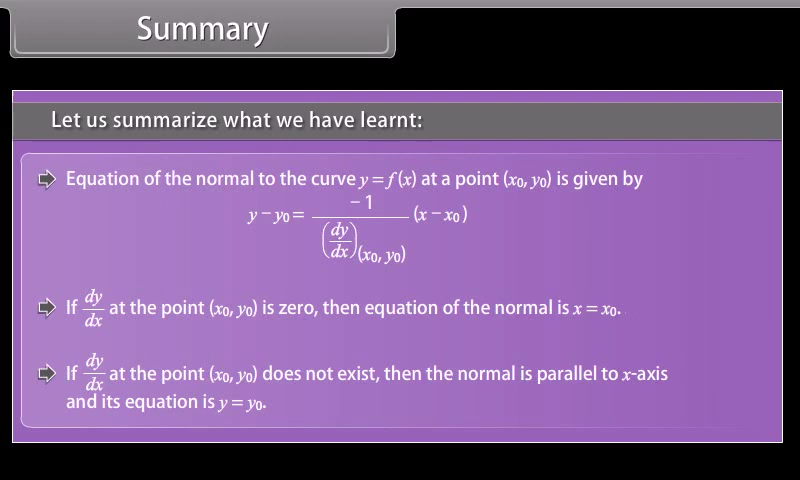 Summary
Let us summarize what we have learnt:
Equation of the normal to the curve y = f (x) at a point (x₀, y₀) is given by
y − y₀ = −1 / (dy/dx)(x₀, y₀) (x − x₀)
If dy/dx at the point (x₀, y₀) is zero, then equation of the normal is x = x₀.
If dy/dx at the point (x₀, y₀) does not exist, then the normal is parallel to x-axis
and its equation is y = y₀.